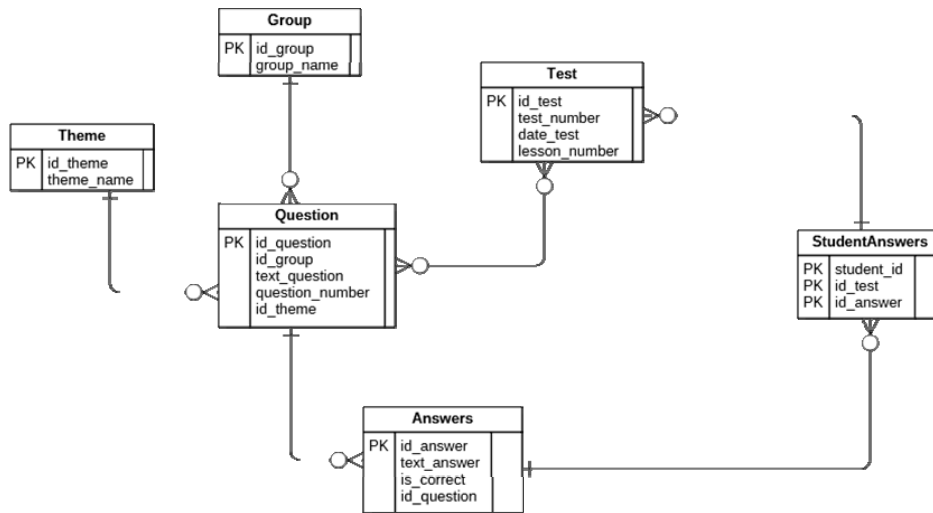 Group
PK id_group
group_name
Test
PK id_test
test_number
date_test
lesson_number
Theme
PK id_theme
theme_name
Question
PK id_question
id_group
text_question
question_number
id_theme
StudentAnswers
PK student_id
PK id_test
PK id_answer
Answers
PK id_answer
text_answer
is_correct
id_question